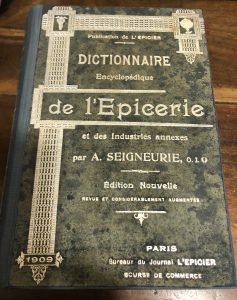 Publication de L'EPICIER
DICTIONNAIRE
Encyclopédique
de l'Epicerie
et des Industries annexes
par A. SEIGNEURIE, O. I.
Édition Nouvelle
REVUE ET CONSIDÉRABLEMENT AUGMENTÉE
PARIS
Bureaux du Journal L'EPICIER
BOURSE DE COMMERCE
1909